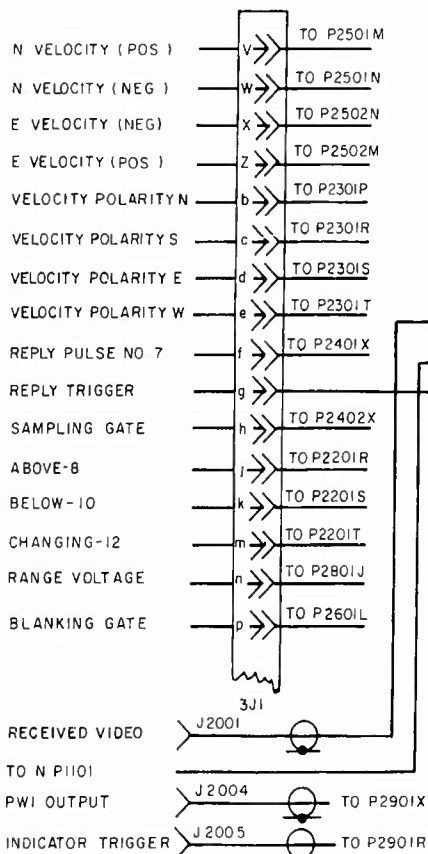 N VELOCITY (POS) V TO P2501M
N VELOCITY (NEG) W TO P2501N
E VELOCITY (NEG) X TO P2502N
E VELOCITY (POS) Z TO P2502M
VELOCITY POLARITY N b TO P2301P
VELOCITY POLARITY S c TO P2301R
VELOCITY POLARITY E d TO P2301S
VELOCITY POLARITY W e TO P2301T
REPLY PULSE NO 7 f TO P2401X
REPLY TRIGGER g
SAMPLING GATE h TO P2402X
ABOVE-8 j TO P2201R
BELOW-10 k TO P2201S
CHANGING-12 m TO P2201T
RANGE VOLTAGE n TO P2801J
BLANKING GATE p TO P2601L
3J1
RECEIVED VIDEO J2001
TO N P1101
PWI OUTPUT J2004 TO P2901X
INDICATOR TRIGGER J2005 TO P2901R